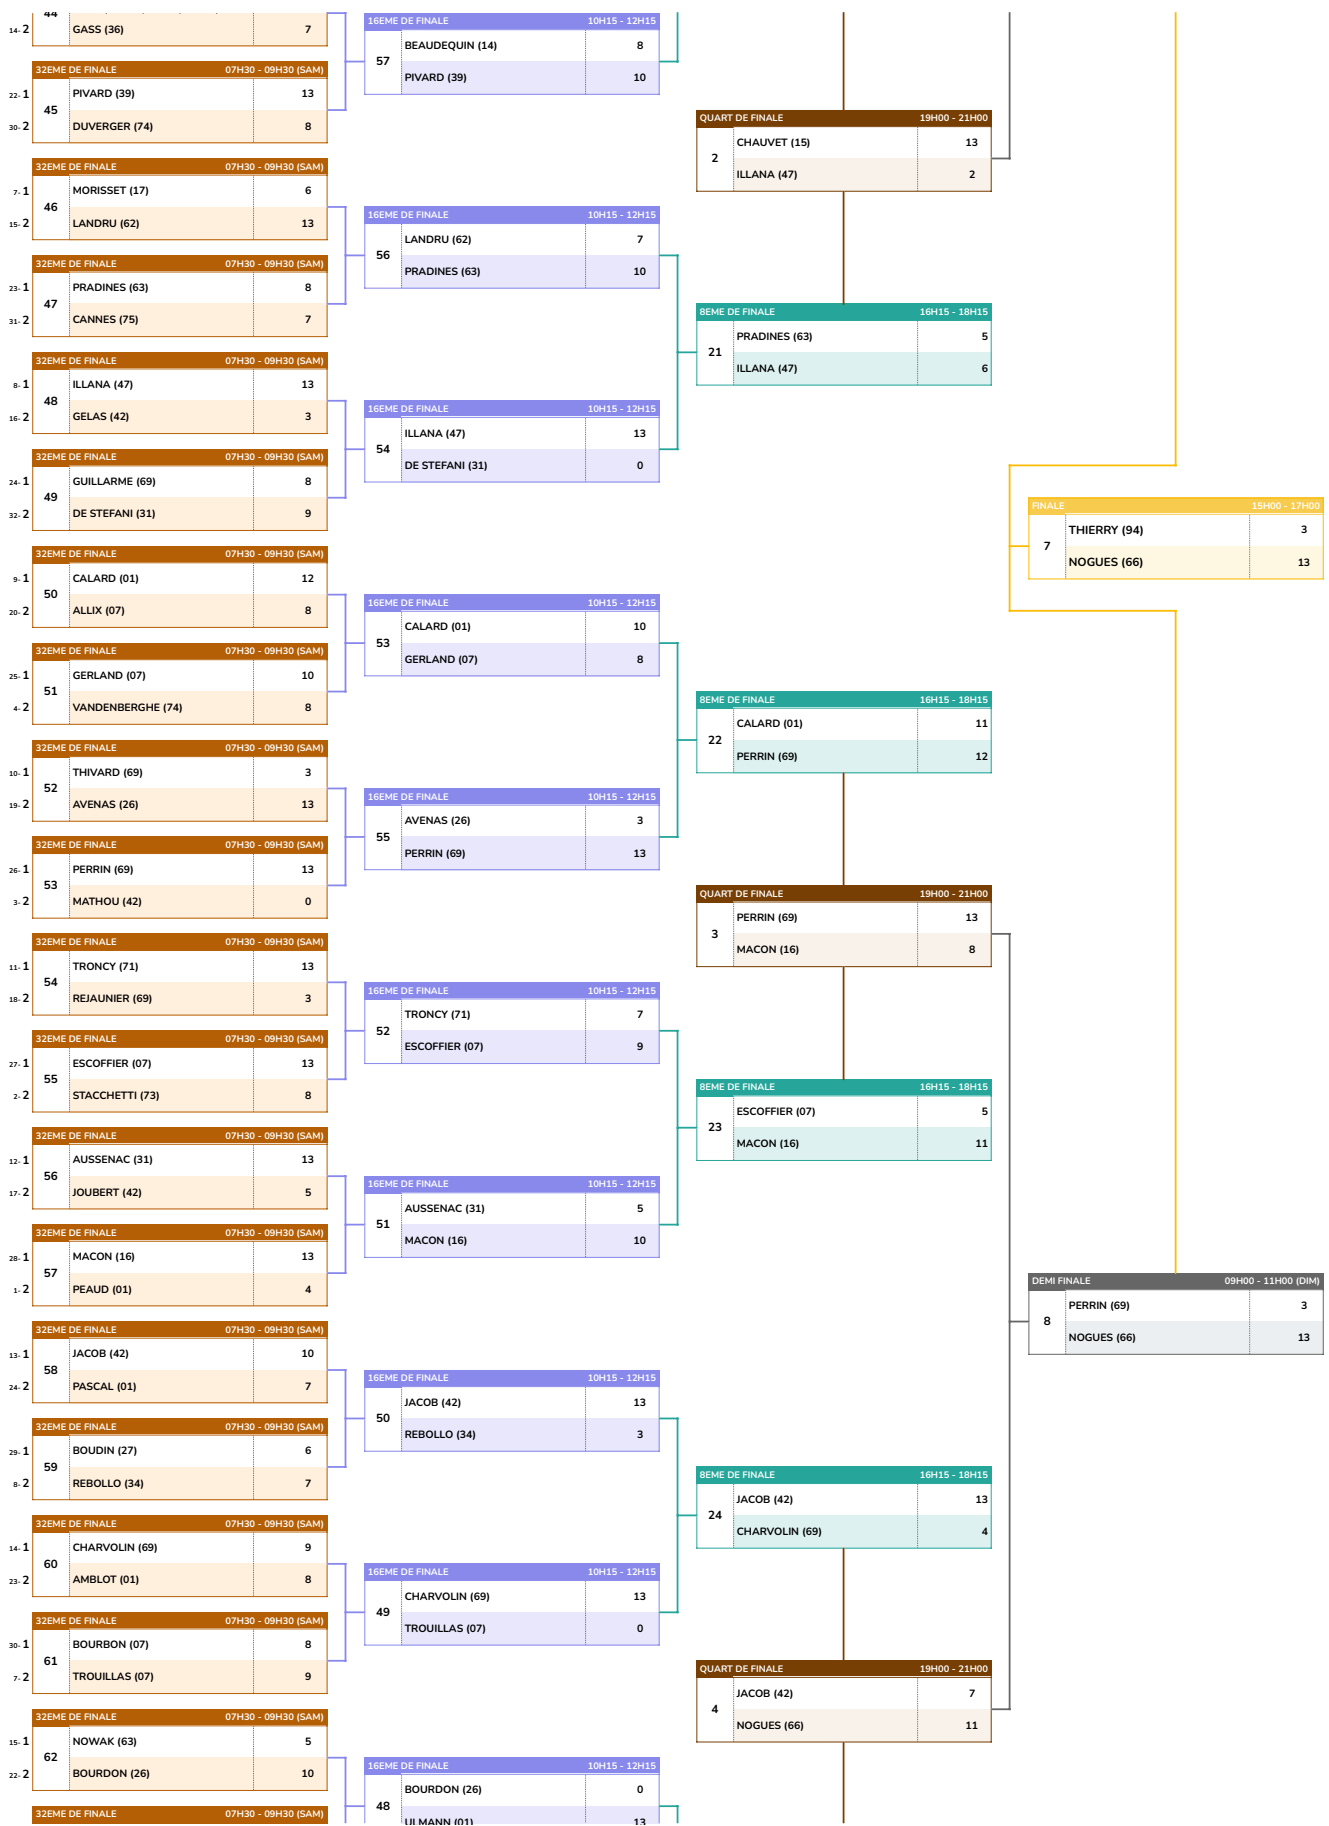 44
14- 2 GASS (36) 7
32EME DE FINALE 07H30 - 09H30 (SAM)
22- 1 PIVARD (39) 13
45
30- 2 DUVERGER (74) 8
32EME DE FINALE 07H30 - 09H30 (SAM)
7- 1 MORISSET (17) 6
46
15- 2 LANDRU (62) 13
32EME DE FINALE 07H30 - 09H30 (SAM)
23- 1 PRADINES (63) 8
47
31- 2 CANNES (75) 7
32EME DE FINALE 07H30 - 09H30 (SAM)
8- 1 ILLANA (47) 13
48
16- 2 GELAS (42) 3
32EME DE FINALE 07H30 - 09H30 (SAM)
24- 1 GUILLARME (69) 8
49
32- 2 DE STEFANI (31) 9
32EME DE FINALE 07H30 - 09H30 (SAM)
9- 1 CALARD (01) 12
50
20- 2 ALLIX (07) 8
32EME DE FINALE 07H30 - 09H30 (SAM)
25- 1 GERLAND (07) 10
51
4- 2 VANDENBERGHE (74) 8
32EME DE FINALE 07H30 - 09H30 (SAM)
10- 1 THIVARD (69) 3
52
19- 2 AVENAS (26) 13
32EME DE FINALE 07H30 - 09H30 (SAM)
26- 1 PERRIN (69) 13
53
3- 2 MATHOU (42) 0
32EME DE FINALE 07H30 - 09H30 (SAM)
11- 1 TRONCY (71) 13
54
18- 2 REJAUNIER (69) 3
32EME DE FINALE 07H30 - 09H30 (SAM)
27- 1 ESCOFFIER (07) 13
55
2- 2 STACCHETTI (73) 8
32EME DE FINALE 07H30 - 09H30 (SAM)
12- 1 AUSSENAC (31) 13
56
17- 2 JOUBERT (42) 5
32EME DE FINALE 07H30 - 09H30 (SAM)
28- 1 MACON (16) 13
57
1- 2 PEAUD (01) 4
32EME DE FINALE 07H30 - 09H30 (SAM)
13- 1 JACOB (42) 10
58
24- 2 PASCAL (01) 7
32EME DE FINALE 07H30 - 09H30 (SAM)
29- 1 BOUDIN (27) 6
59
8- 2 REBOLLO (34) 7
32EME DE FINALE 07H30 - 09H30 (SAM)
14- 1 CHARVOLIN (69) 9
60
23- 2 AMBLOT (01) 8
32EME DE FINALE 07H30 - 09H30 (SAM)
30- 1 BOURBON (07) 8
61
7- 2 TROUILLAS (07) 9
32EME DE FINALE 07H30 - 09H30 (SAM)
15- 1 NOWAK (63) 5
62
22- 2 BOURDON (26) 10
32EME DE FINALE 07H30 - 09H30 (SAM)
16EME DE FINALE 10H15 - 12H15
BEAUDEQUIN (14) 8
57
PIVARD (39) 10
16EME DE FINALE 10H15 - 12H15
LANDRU (62) 7
56
PRADINES (63) 10
16EME DE FINALE 10H15 - 12H15
ILLANA (47) 13
54
DE STEFANI (31) 0
16EME DE FINALE 10H15 - 12H15
CALARD (01) 10
53
GERLAND (07) 8
16EME DE FINALE 10H15 - 12H15
AVENAS (26) 3
55
PERRIN (69) 13
16EME DE FINALE 10H15 - 12H15
TRONCY (71) 7
52
ESCOFFIER (07) 9
16EME DE FINALE 10H15 - 12H15
AUSSENAC (31) 5
51
MACON (16) 10
16EME DE FINALE 10H15 - 12H15
JACOB (42) 13
50
REBOLLO (34) 3
16EME DE FINALE 10H15 - 12H15
CHARVOLIN (69) 13
49
TROUILLAS (07) 0
16EME DE FINALE 10H15 - 12H15
BOURDON (26) 0
48
ULMANN (01) 13
QUART DE FINALE 19H00 - 21H00
CHAUVET (15) 13
2
ILLANA (47) 2
8EME DE FINALE 16H15 - 18H15
PRADINES (63) 5
21
ILLANA (47) 6
8EME DE FINALE 16H15 - 18H15
CALARD (01) 11
22
PERRIN (69) 12
QUART DE FINALE 19H00 - 21H00
PERRIN (69) 13
3
MACON (16) 8
8EME DE FINALE 16H15 - 18H15
ESCOFFIER (07) 5
23
MACON (16) 11
8EME DE FINALE 16H15 - 18H15
JACOB (42) 13
24
CHARVOLIN (69) 4
QUART DE FINALE 19H00 - 21H00
JACOB (42) 7
4
NOGUES (66) 11
FINALE 15H00 - 17H00
THIERRY (94) 3
7
NOGUES (66) 13
DEMI FINALE 09H00 - 11H00 (DIM)
PERRIN (69) 3
8
NOGUES (66) 13